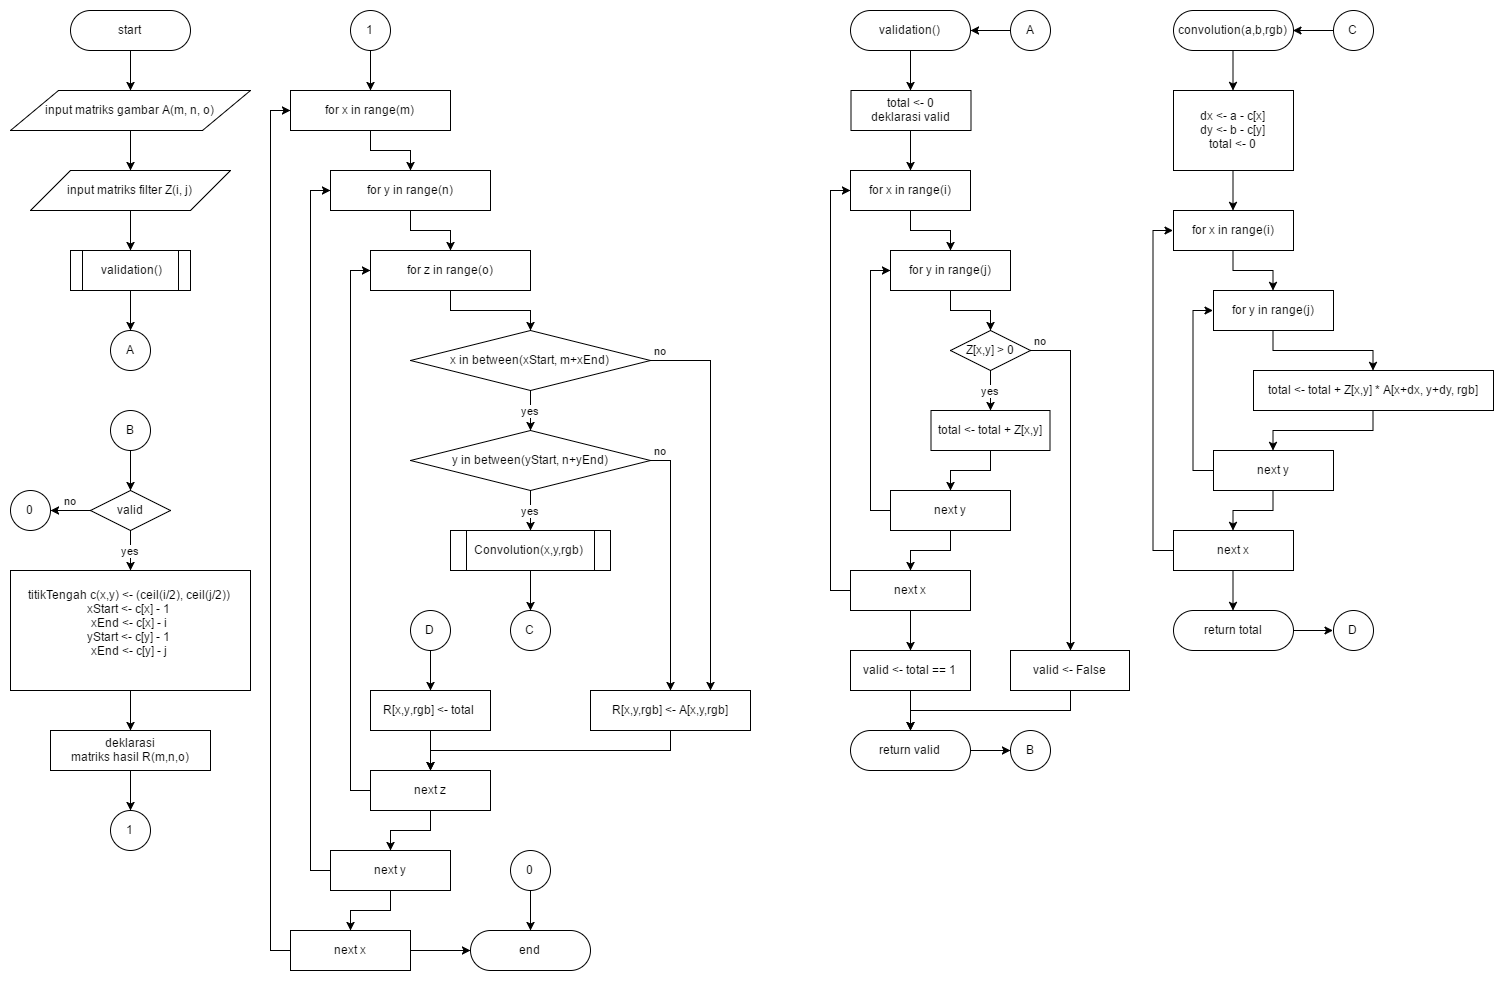 start
input matriks gambar A(m, n, o)
input matriks filter Z(i, j)
validation()
A
B
valid
no
0
yes
titikTengah c(x,y) <- (ceil(i/2), ceil(j/2))
xStart <- c[x] - 1
xEnd <- c[x] - i
yStart <- c[y] - 1
xEnd <- c[y] - j
deklarasi
matriks hasil R(m,n,o)
1
1
for x in range(m)
for y in range(n)
for z in range(o)
x in between(xStart, m+xEnd)
no
yes
y in between(yStart, n+yEnd)
no
yes
Convolution(x,y,rgb)
C
D
R[x,y,rgb] <- total
R[x,y,rgb] <- A[x,y,rgb]
next z
next y
0
next x
end
validation()
A
total <- 0
deklarasi valid
for x in range(i)
for y in range(j)
Z[x,y] > 0
no
yes
total <- total + Z[x,y]
next y
next x
valid <- total == 1
valid <- False
return valid
B
convolution(a,b,rgb)
C
dx <- a - c[x]
dy <- b - c[y]
total <- 0
for x in range(i)
for y in range(j)
total <- total + Z[x,y] * A[x+dx, y+dy, rgb]
next y
next x
return total
D